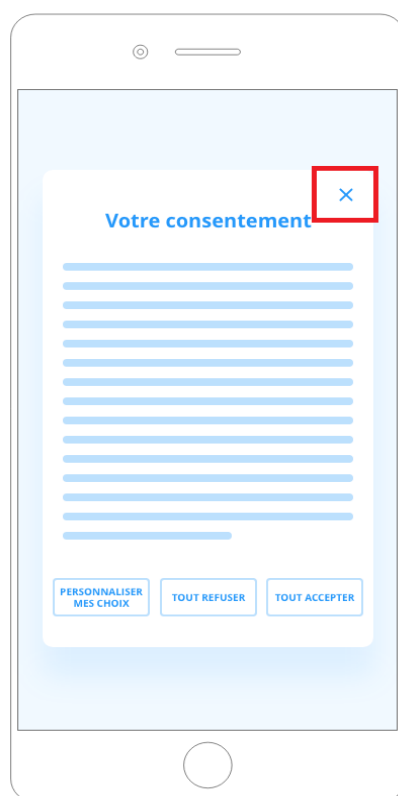 Votre consentement
PERSONNALISER
MES CHOIX
TOUT REFUSER
TOUT ACCEPTER